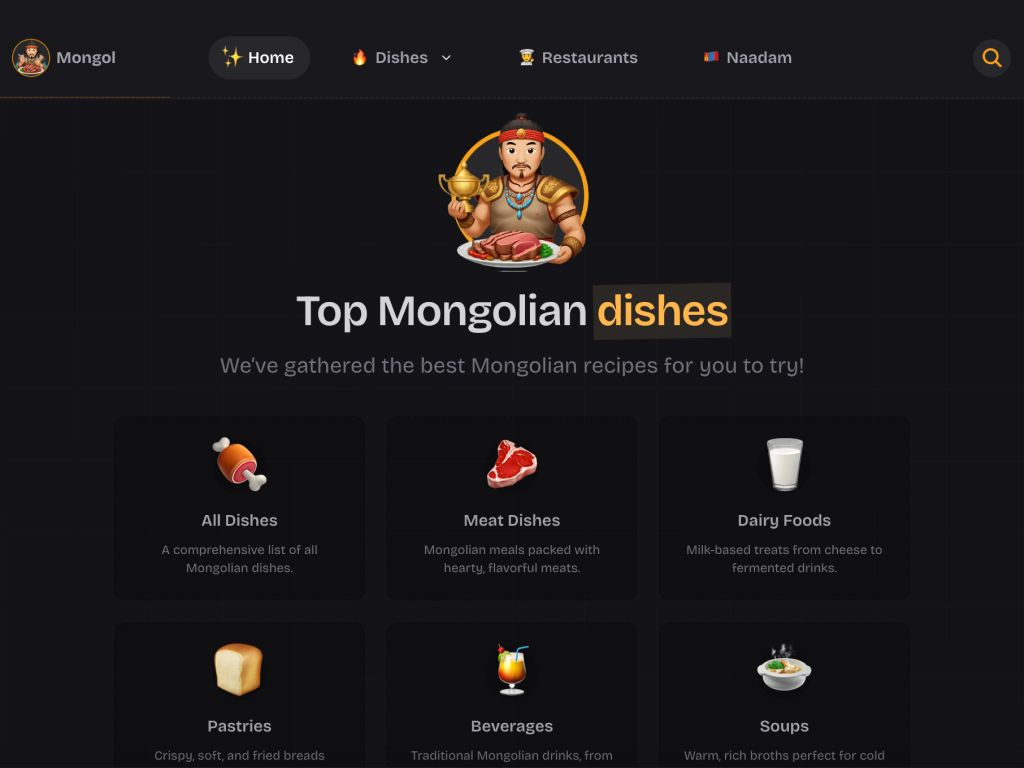 Mongol
Home
Dishes
Restaurants
Naadam
Top Mongolian dishes
We've gathered the best Mongolian recipes for you to try!
All Dishes
A comprehensive list of all
Mongolian dishes.
Meat Dishes
Mongolian meals packed with
hearty, flavorful meats.
Dairy Foods
Milk-based treats from cheese to
fermented drinks.
Pastries
Crispy, soft, and fried breads
Beverages
Traditional Mongolian drinks, from
Soups
Warm, rich broths perfect for cold